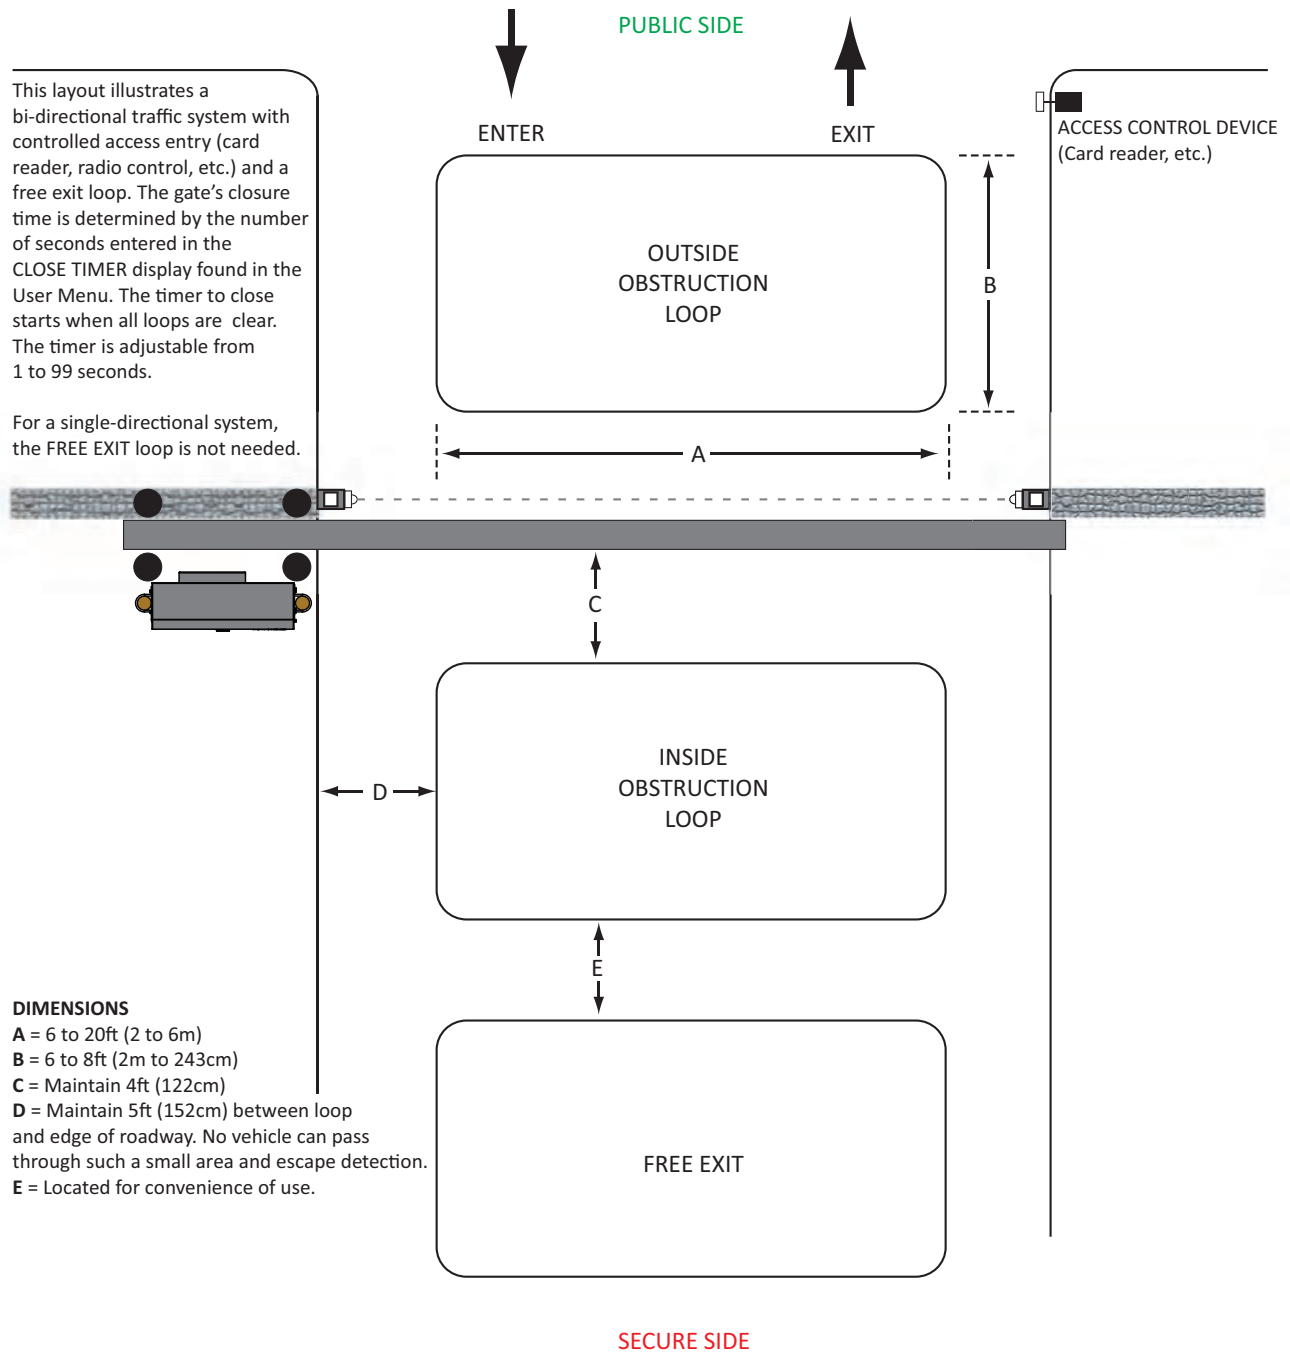 PUBLIC SIDE
This layout illustrates a
bi-directional traffic system with
controlled access entry (card
reader, radio control, etc.) and a
free exit loop. The gate's closure
time is determined by the number
of seconds entered in the
CLOSE TIMER display found in the
User Menu. The timer to close
starts when all loops are clear.
The timer is adjustable from
1 to 99 seconds.
For a single-directional system,
the FREE EXIT loop is not needed.
ENTER
EXIT
ACCESS CONTROL DEVICE
(Card reader, etc.)
OUTSIDE
OBSTRUCTION
LOOP
B
A
C
INSIDE
OBSTRUCTION
LOOP
D
E
DIMENSIONS
A = 6 to 20ft (2 to 6m)
B = 6 to 8ft (2m to 243cm)
C = Maintain 4ft (122cm)
D = Maintain 5ft (152cm) between loop
and edge of roadway. No vehicle can pass
through such a small area and escape detection.
E = Located for convenience of use.
FREE EXIT
SECURE SIDE